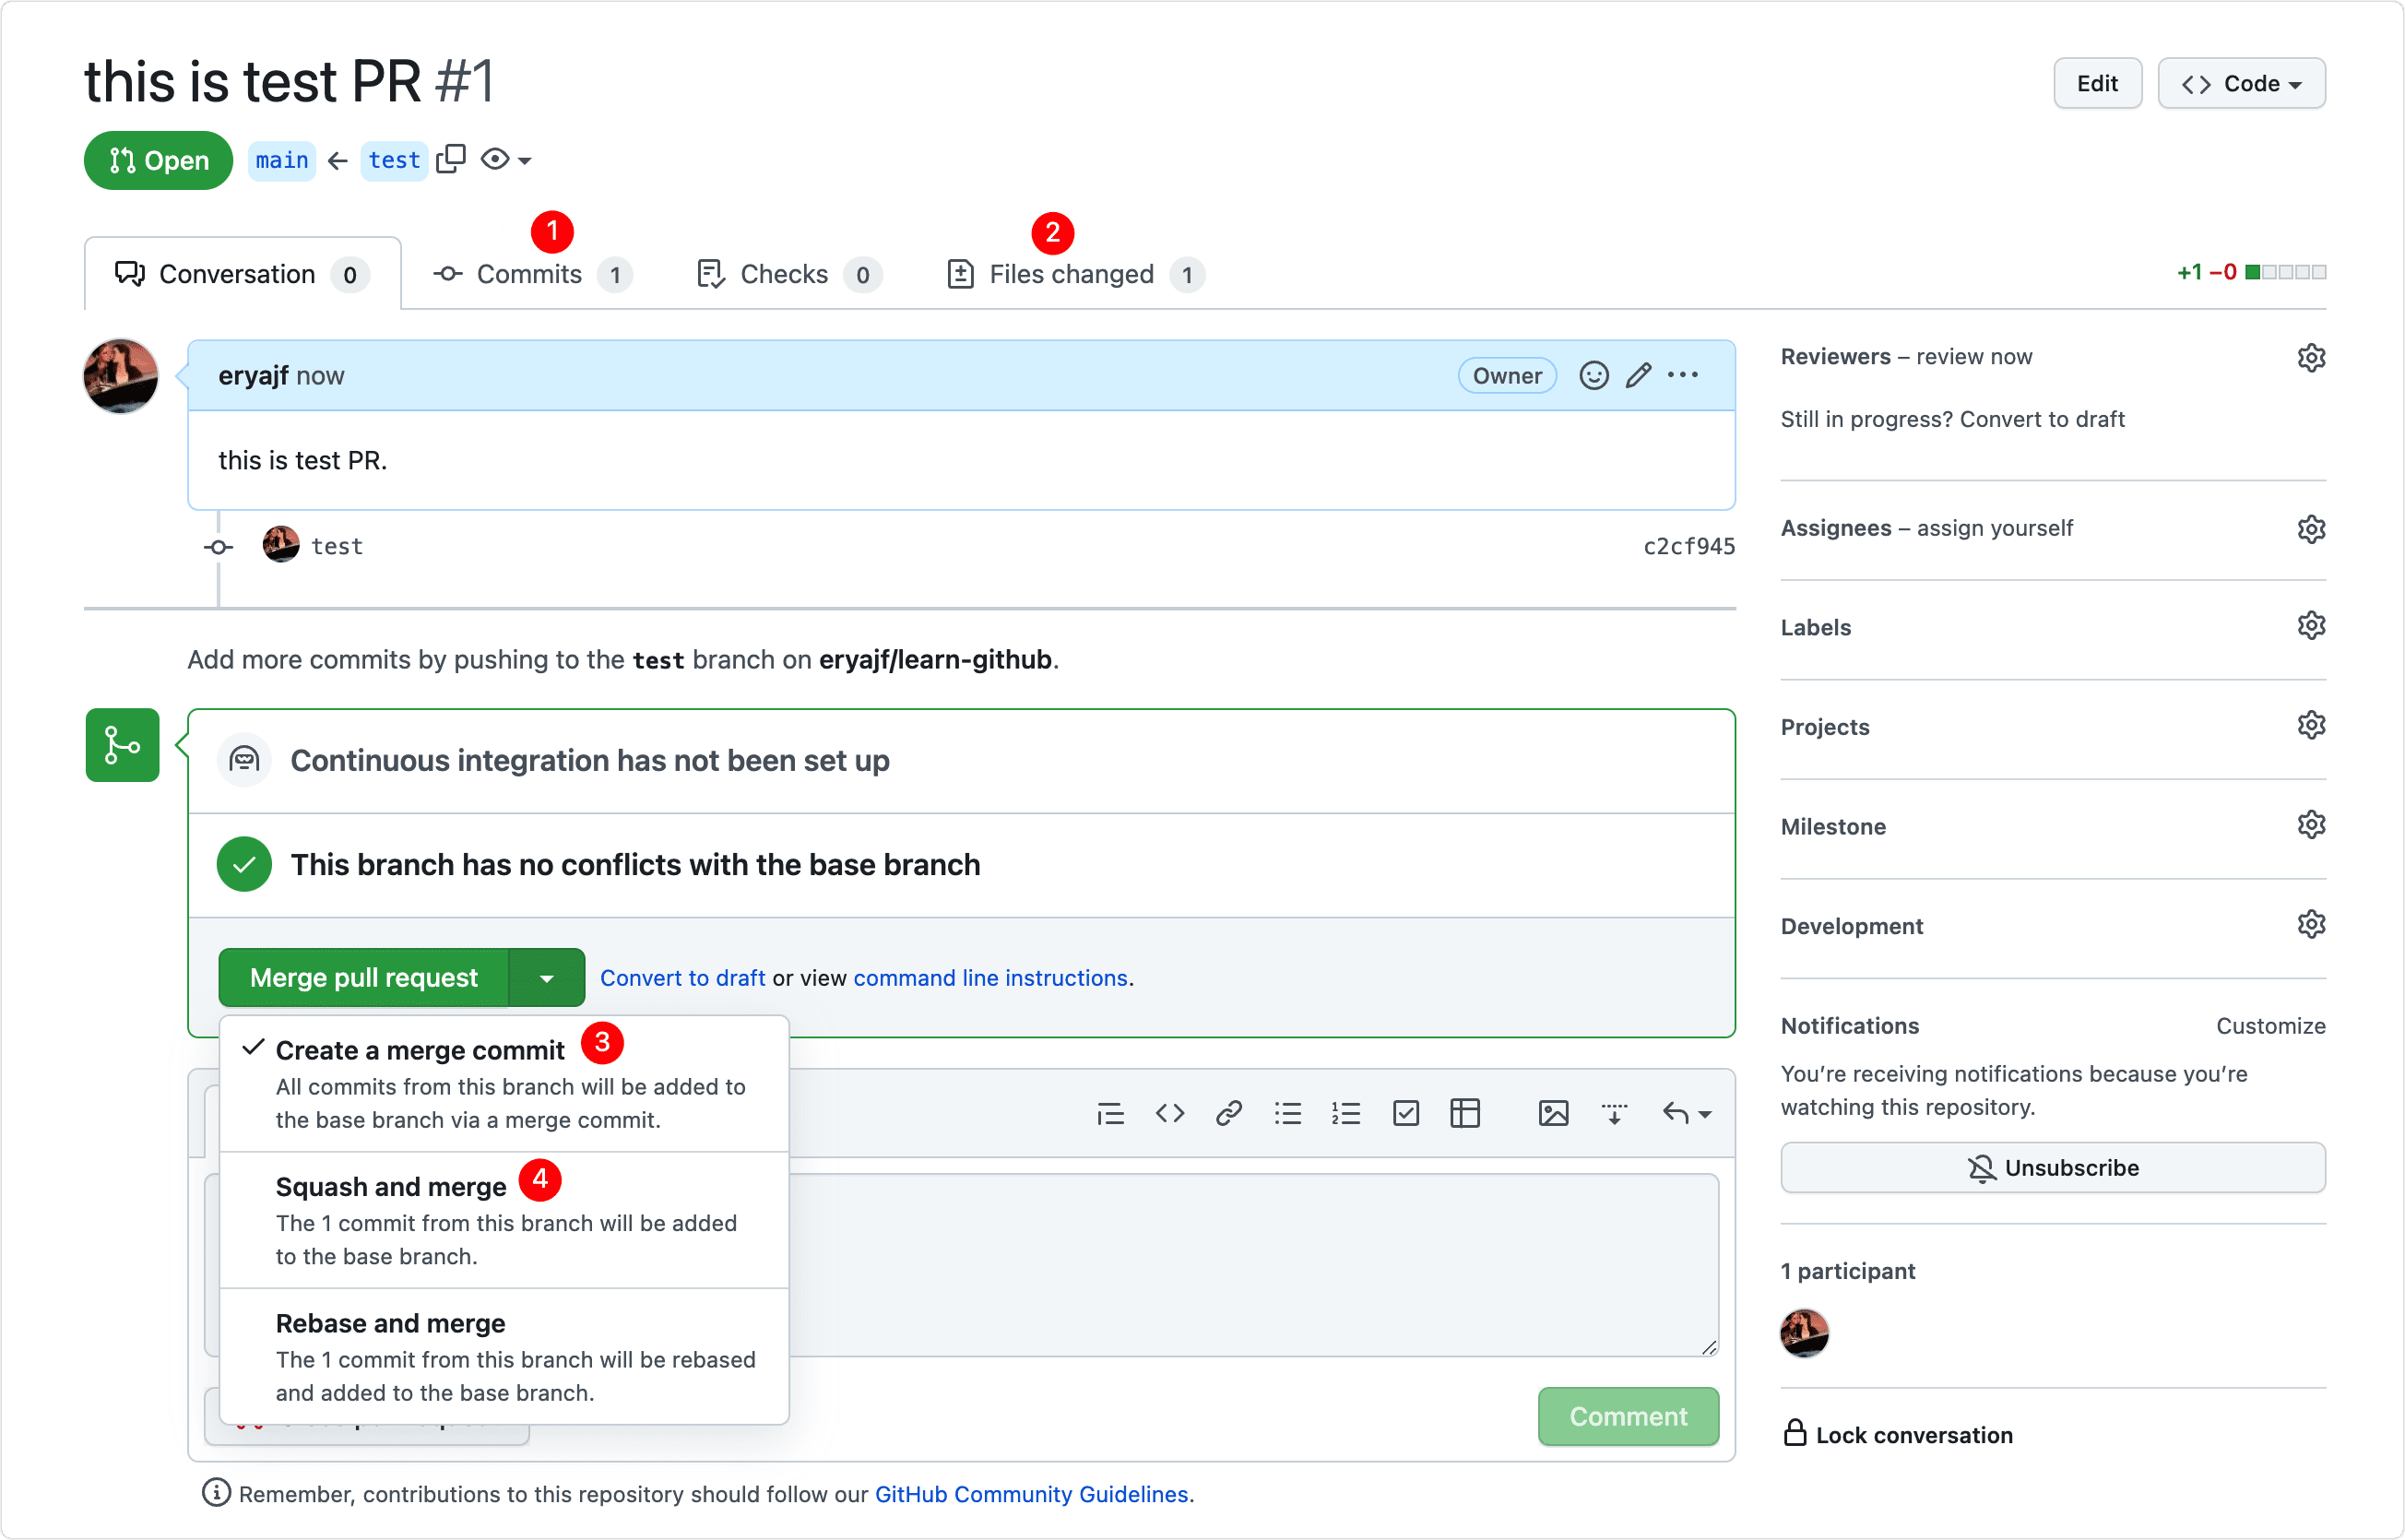 this is test PR #1
Edit
Code
Open
main ← test
1
2
Conversation 0
Commits 1
Checks 0
Files changed 1
+1 −0
eryajf now
Owner
this is test PR.
test
c2cf945
Add more commits by pushing to the test branch on eryajf/learn-github.
Continuous integration has not been set up
This branch has no conflicts with the base branch
Merge pull request
Convert to draft or view command line instructions.
Create a merge commit 3
All commits from this branch will be added to
the base branch via a merge commit.
Squash and merge 4
The 1 commit from this branch will be added
to the base branch.
Rebase and merge
The 1 commit from this branch will be rebased
and added to the base branch.
Comment
Remember, contributions to this repository should follow our GitHub Community Guidelines.
Reviewers – review now
Still in progress? Convert to draft
Assignees – assign yourself
Labels
Projects
Milestone
Development
Notifications
Customize
You’re receiving notifications because you’re
watching this repository.
Unsubscribe
1 participant
Lock conversation